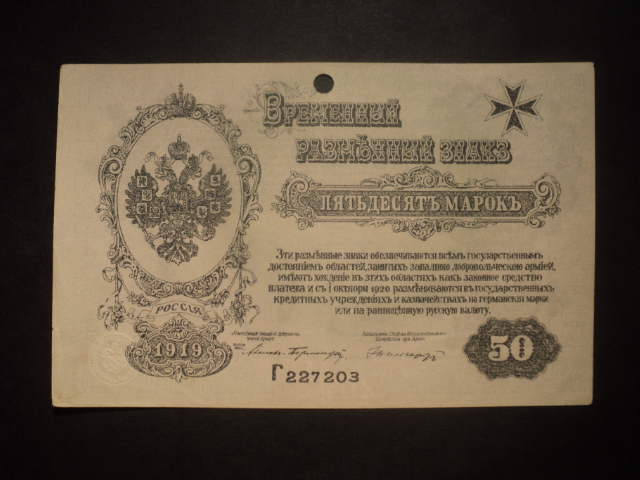 Временный
размѣнный знакъ
ПЯТЬДЕСЯТЪ МАРОКЪ
Эти размѣнные знаки обезпечиваются всѣмъ государственнымъ
достояніемъ областей, занятыхъ западною добровольческою арміей,
имѣютъ хожденіе въ этихъ областяхъ какъ законное средство
платежа и съ 1 октября 1920 размѣниваются въ государственныхъ
кредитныхъ учрежденіяхъ и казначействахъ на германскія марки
или на равноцѣнную русскую валюту.
РОССІЯ
1919
50
Г 227203